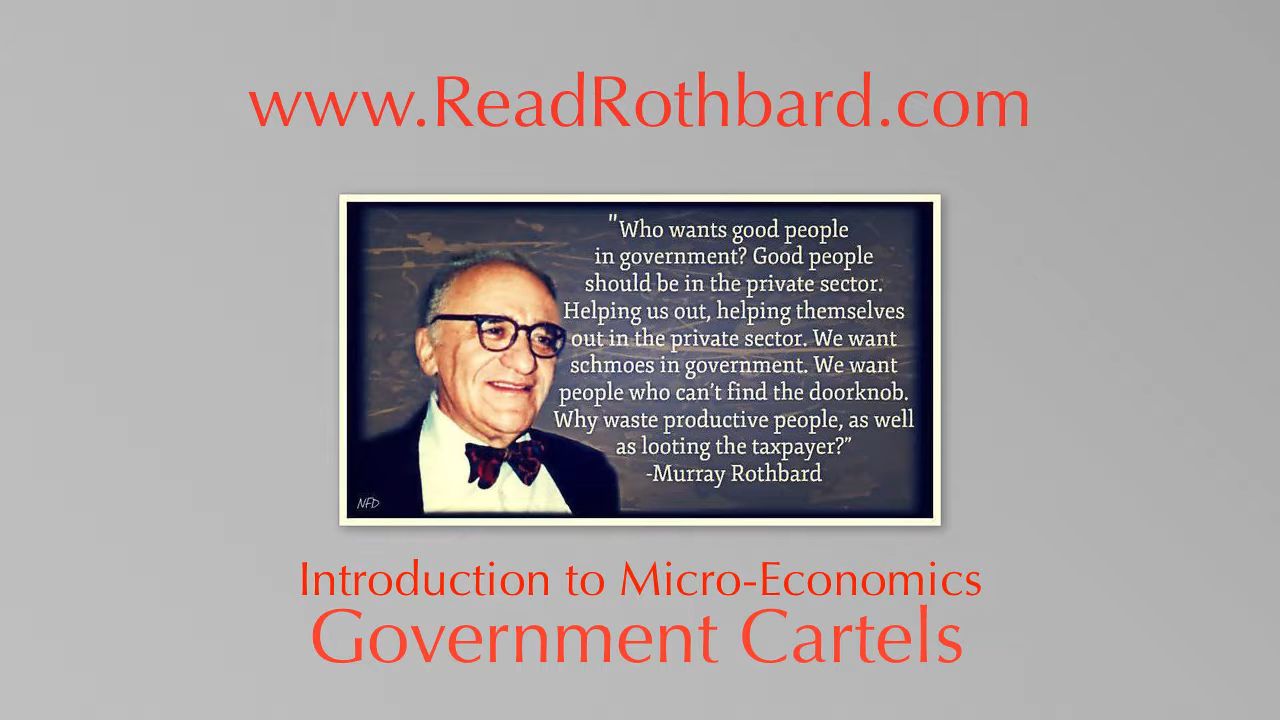 www.ReadRothbard.com
"Who wants good people
in government? Good people
should be in the private sector.
Helping us out, helping themselves
out in the private sector. We want
schmoes in government. We want
people who can't find the doorknob.
Why waste productive people, as well
as looting the taxpayer?”
-Murray Rothbard
NFD
Introduction to Micro-Economics
Government Cartels